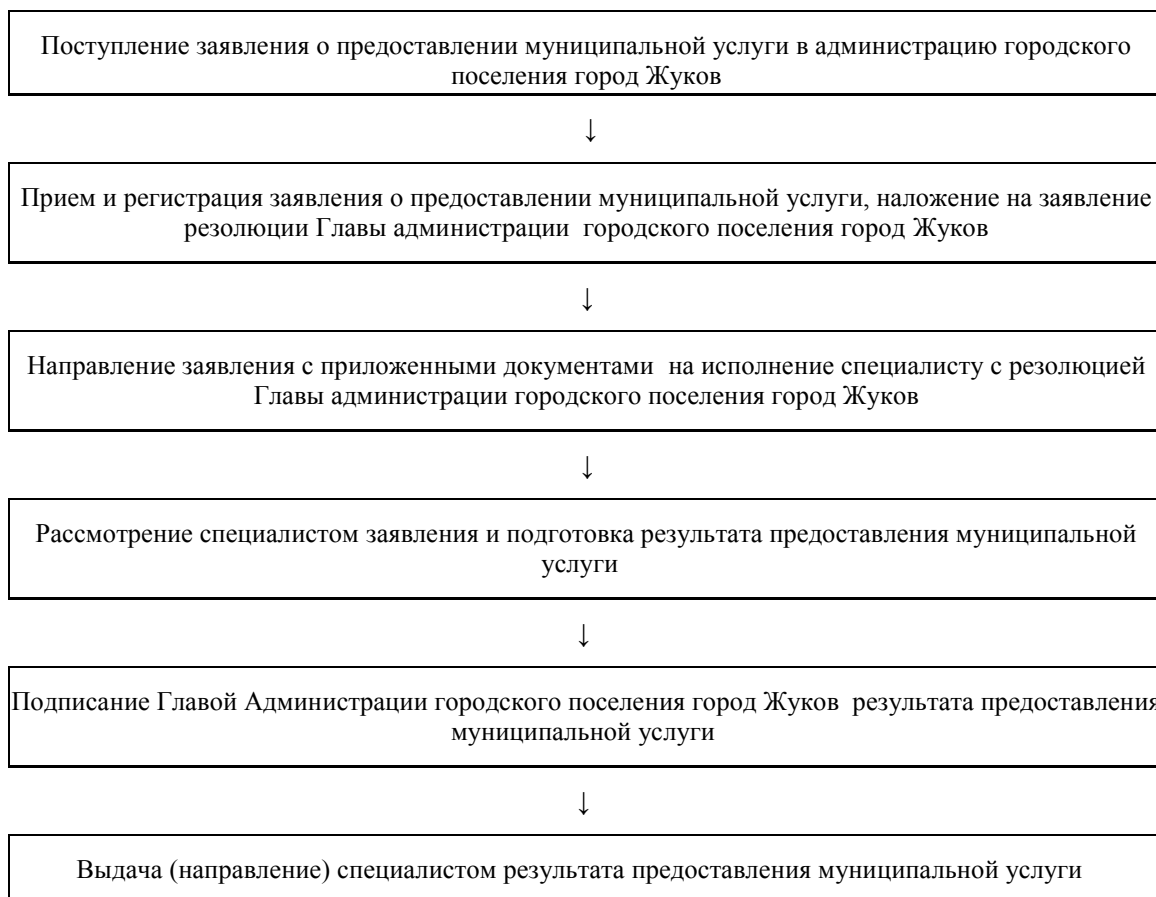 Поступление заявления о предоставлении муниципальной услуги в администрацию городского
поселения город Жуков
↓
Прием и регистрация заявления о предоставлении муниципальной услуги, наложение на заявление
резолюции Главы администрации городского поселения город Жуков
↓
Направление заявления с приложенными документами на исполнение специалисту с резолюцией
Главы администрации городского поселения город Жуков
↓
Рассмотрение специалистом заявления и подготовка результата предоставления муниципальной
услуги
↓
Подписание Главой Администрации городского поселения город Жуков результата предоставления
муниципальной услуги
↓
Выдача (направление) специалистом результата предоставления муниципальной услуги